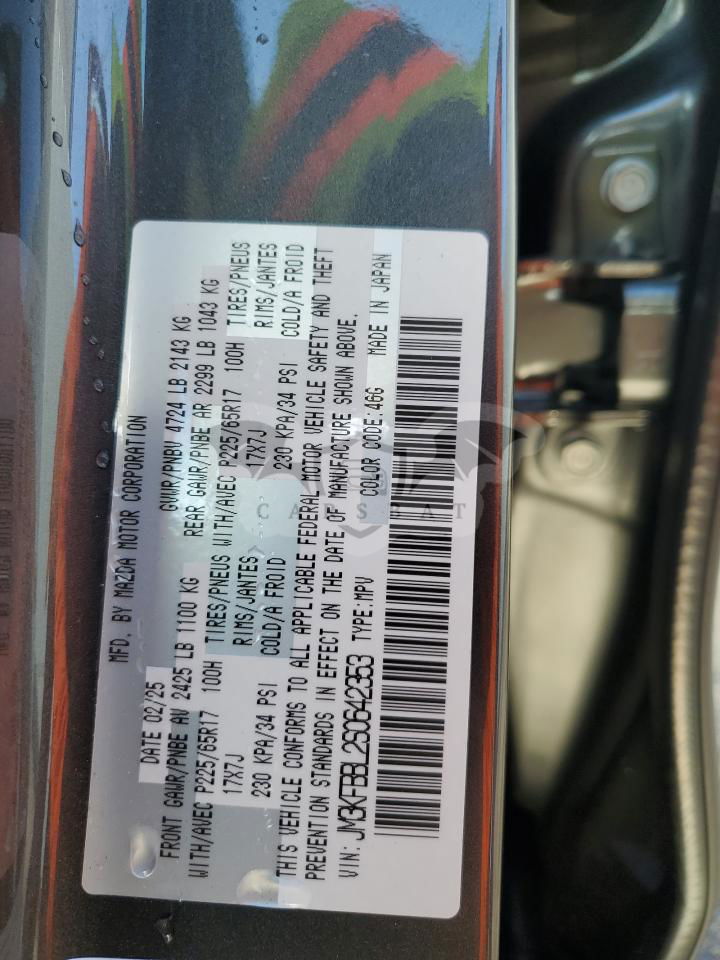 MFD. BY MAZDA MOTOR CORPORATION
DATE 02/25 GVWR/PNBV 4724 LB 2143 KG
FRONT GAWR/PNBE AV 2425 LB 1100 KG REAR GAWR/PNBE AR 2299 LB 1043 KG
WITH/AVEC P225/65R17 100H TIRES/PNEUS WITH/AVEC P225/65R17 100H TIRES/PNEUS
17X7J RIMS/JANTES 17X7J RIMS/JANTES
230 KPA/34 PSI COLD/A FROID 230 KPA/34 PSI COLD/A FROID
THIS VEHICLE CONFORMS TO ALL APPLICABLE FEDERAL MOTOR VEHICLE SAFETY AND THEFT
PREVENTION STANDARDS IN EFFECT ON THE DATE OF MANUFACTURE SHOWN ABOVE.
VIN: JM3KFBBL2S0642353 TYPE:MPV COLOR CODE:46G MADE IN JAPAN